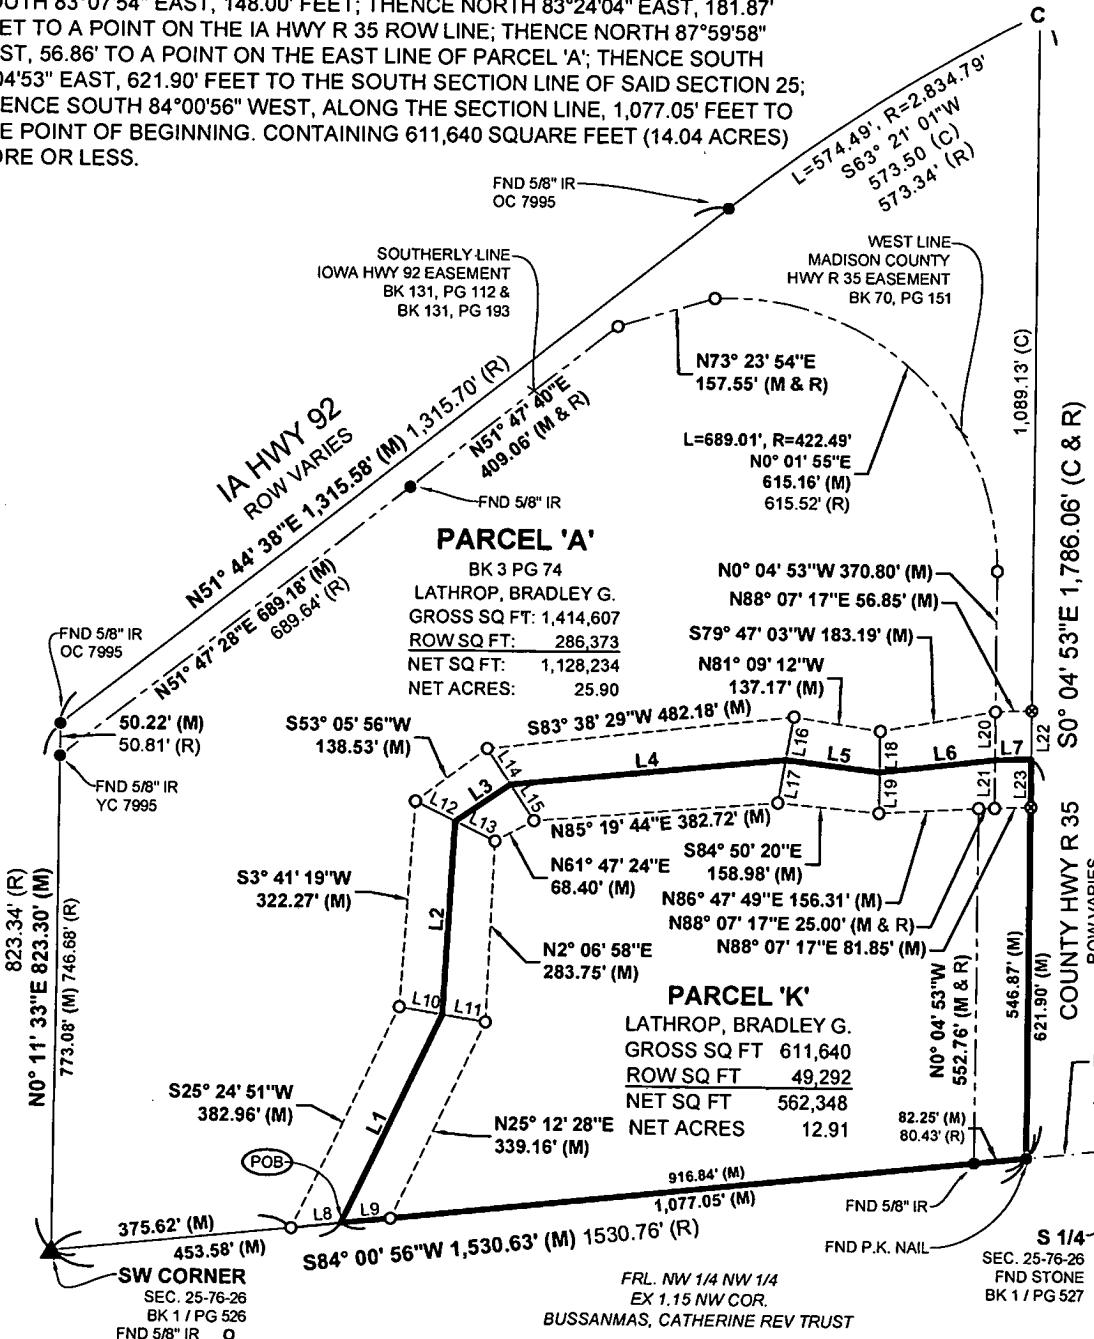 SOUTH 83°07'54" EAST, 148.00' FEET; THENCE NORTH 83°24'04" EAST, 181.87'
FEET TO A POINT ON THE IA HWY R 35 ROW LINE; THENCE NORTH 87°59'58"
EAST, 56.86' TO A POINT ON THE EAST LINE OF PARCEL 'A'; THENCE SOUTH
04'53" EAST, 621.90' FEET TO THE SOUTH SECTION LINE OF SAID SECTION 25;
THENCE SOUTH 84°00'56" WEST, ALONG THE SECTION LINE, 1,077.05' FEET TO
THE POINT OF BEGINNING. CONTAINING 611,640 SQUARE FEET (14.04 ACRES)
MORE OR LESS.
C
L=574.49', R=2,834.79'
S63° 21' 01"W
573.50 (C)
573.34' (R)
FND 5/8" IR
OC 7995
SOUTHERLY LINE
IOWA HWY 92 EASEMENT
BK 131, PG 112 &
BK 131, PG 193
WEST LINE
MADISON COUNTY
HWY R 35 EASEMENT
BK 70, PG 151
N73° 23' 54"E
157.55' (M & R)
1,089.13' (C)
IA HWY 92
ROW VARIES
N51° 44' 38"E 1,315.58' (M) 1,315.70' (R)
N51° 47' 40"E
409.06' (M & R)
L=689.01', R=422.49'
N0° 01' 55"E
615.16' (M)
615.52' (R)
S0° 04' 53"E 1,786.06' (C & R)
FND 5/8" IR
N51° 47' 28"E 689.18' (M)
689.64' (R)
PARCEL 'A'
BK 3 PG 74
LATHROP, BRADLEY G.
GROSS SQ FT: 1,414,607
ROW SQ FT: 286,373
NET SQ FT: 1,128,234
NET ACRES: 25.90
N0° 04' 53"W 370.80' (M)
N88° 07' 17"E 56.85' (M)
S79° 47' 03"W 183.19' (M)
N81° 09' 12"W
137.17' (M)
FND 5/8" IR
OC 7995
50.22' (M)
50.81' (R)
FND 5/8" IR
YC 7995
S53° 05' 56"W
138.53' (M)
S83° 38' 29"W 482.18' (M)
L16
L18
L20
L22
L14
L3
L4
L5
L6
L7
L12
L13
L15
L17
L19
L21
L23
N85° 19' 44"E 382.72' (M)
N61° 47' 24"E
68.40' (M)
S84° 50' 20"E
158.98' (M)
N86° 47' 49"E 156.31' (M)
N88° 07' 17"E 25.00' (M & R)
N88° 07' 17"E 81.85' (M)
S3° 41' 19"W
322.27' (M)
L2
N2° 06' 58"E
283.75' (M)
823.34' (R)
N0° 11' 33"E 823.30' (M)
773.08' (M) 746.68' (R)
L10
L11
PARCEL 'K'
LATHROP, BRADLEY G.
GROSS SQ FT 611,640
ROW SQ FT 49,292
NET SQ FT 562,348
NET ACRES 12.91
N0° 04' 53"W
552.76' (M & R)
546.87' (M)
621.90' (M)
COUNTY HWY R 35
ROW VARIES
S25° 24' 51"W
382.96' (M)
L1
N25° 12' 28"E
339.16' (M)
82.25' (M)
80.43' (R)
POB
L8
L9
916.84' (M)
1,077.05' (M)
375.62' (M)
453.58' (M)
S84° 00' 56"W 1,530.63' (M) 1530.76' (R)
FND 5/8" IR
FND P.K. NAIL
SW CORNER
SEC. 25-76-26
BK 1 / PG 526
FND 5/8" IR
FRL. NW 1/4 NW 1/4
EX 1.15 NW COR.
BUSSANMAS, CATHERINE REV TRUST
S 1/4
SEC. 25-76-26
FND STONE
BK 1 / PG 527